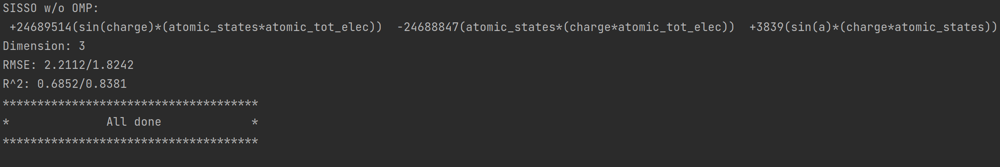 SISSO w/o OMP:
+24689514(sin(charge)*(atomic_states*atomic_tot_elec))  -24688847(atomic_states*(charge*atomic_tot_elec))  +3839(sin(a)*(charge*atomic_states))
Dimension: 3
RMSE: 2.2112/1.8242
R^2: 0.6852/0.8381
*************************************
*              All done             *
*************************************